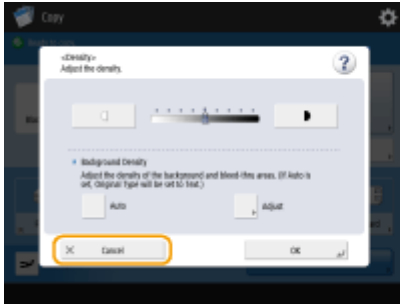 Copy
<Density>
Adjust the density.
?
Background Density
Adjust the density of the background and bleed-thru areas. (If Auto is
set, Original Type will be set to Text.)
Auto
Adjust
Cancel
OK